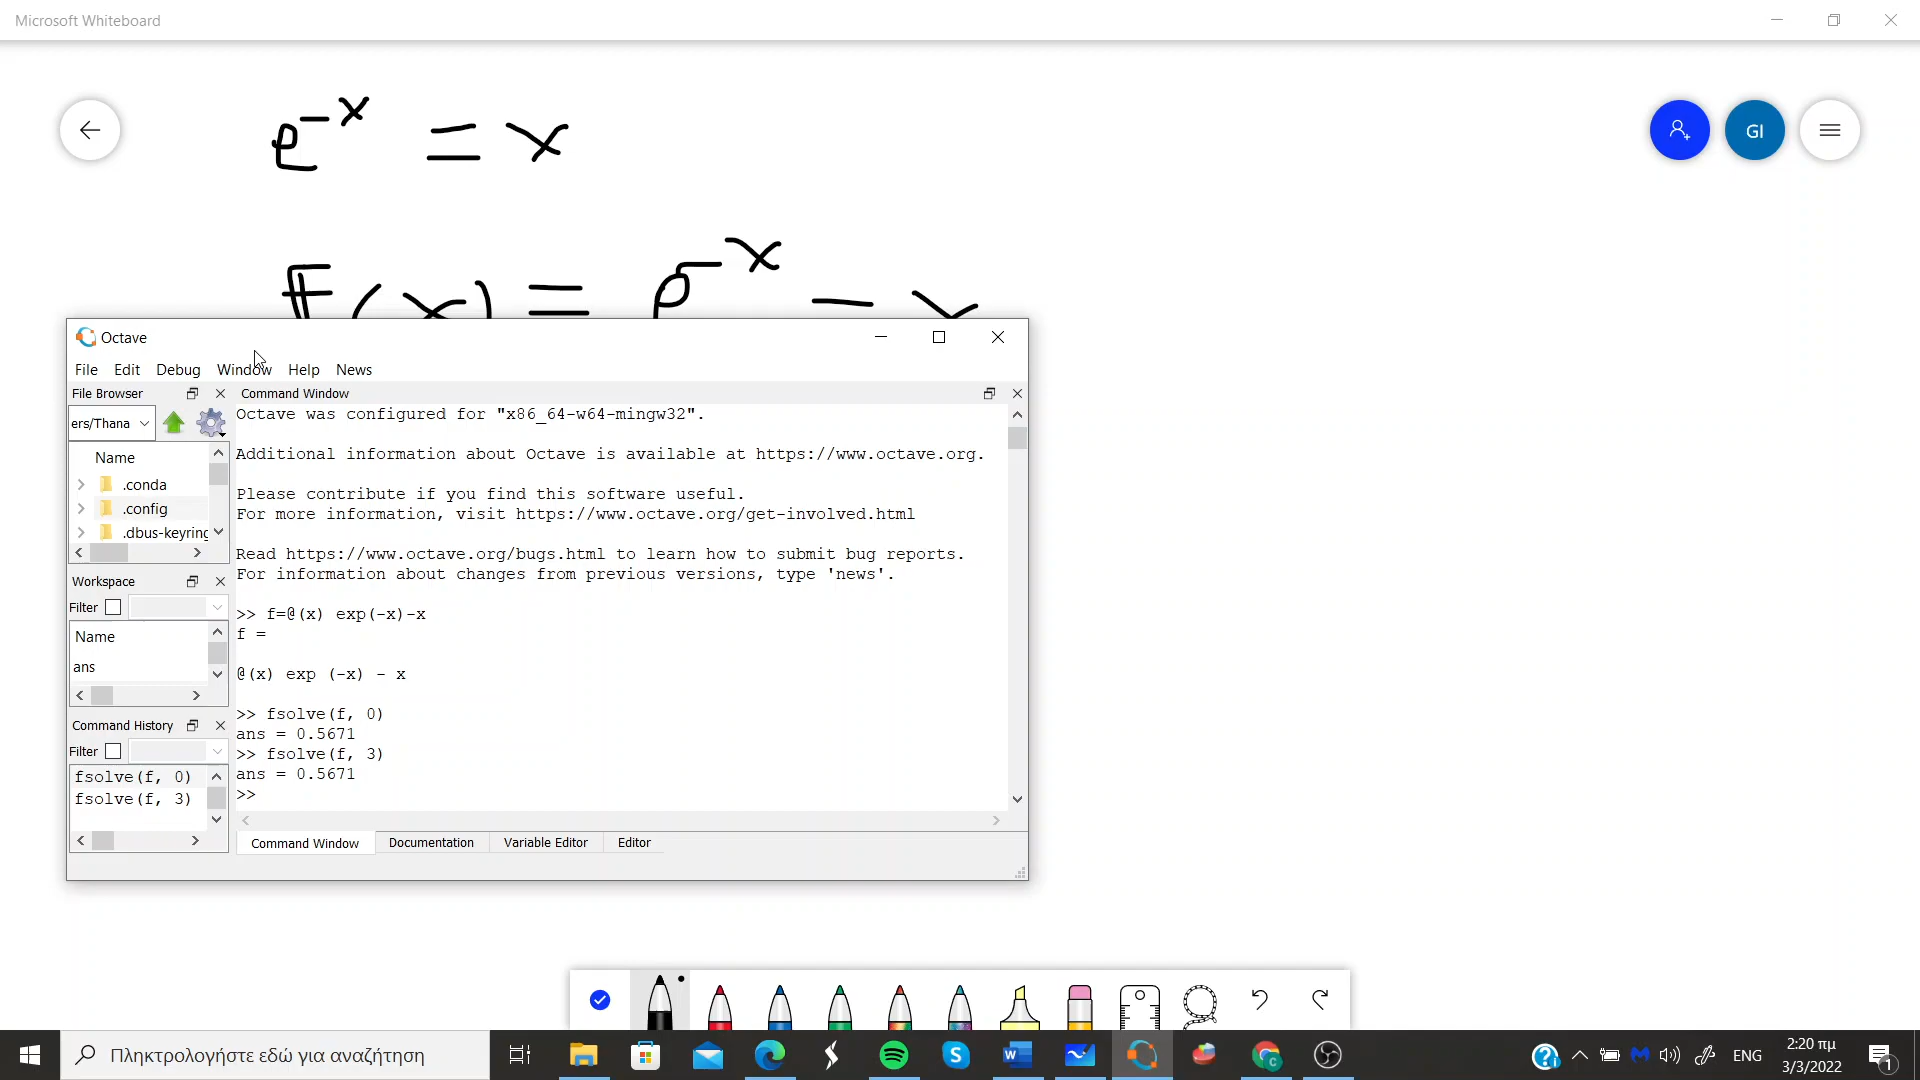 Microsoft Whiteboard
e^-x = x
F(x) = e^-x - x
GI
Octave
File Edit Debug Window Help News
File Browser
ers/Thana
Name
.conda
.config
.dbus-keyring
Workspace
Filter
Name
ans
Command History
Filter
fsolve(f, 0)
fsolve(f, 3)
Command Window
Octave was configured for "x86_64-w64-mingw32".
Additional information about Octave is available at https://www.octave.org.
Please contribute if you find this software useful.
For more information, visit https://www.octave.org/get-involved.html
Read https://www.octave.org/bugs.html to learn how to submit bug reports.
For information about changes from previous versions, type 'news'.
>> f=@(x) exp(-x)-x
f =
@(x) exp (-x) - x
>> fsolve(f, 0)
ans = 0.5671
>> fsolve(f, 3)
ans = 0.5671
>>
Command Window Documentation Variable Editor Editor
Πληκτρολογήστε εδώ για αναζήτηση
ENG
2:20 πμ
3/3/2022
1